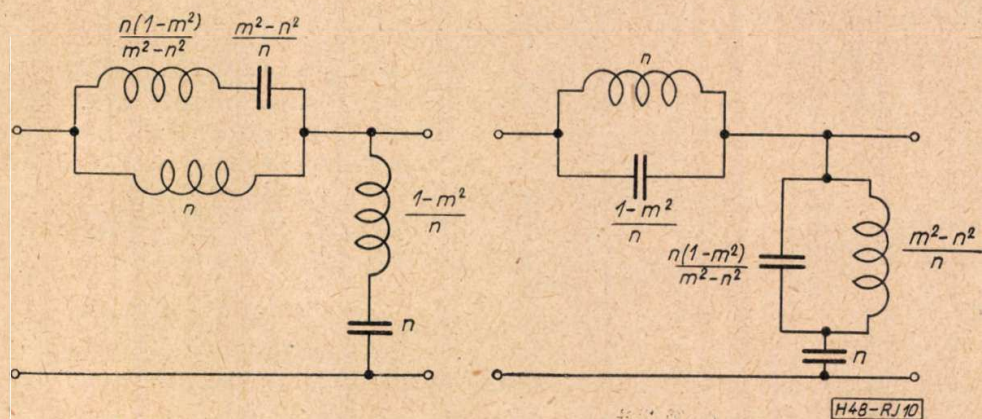 n(1-m²)/m²-n²
m²-n²/n
n
1-m²/n
n
n
1-m²/n
n(1-m²)/m²-n²
m²-n²/n
n
H48-RJ10